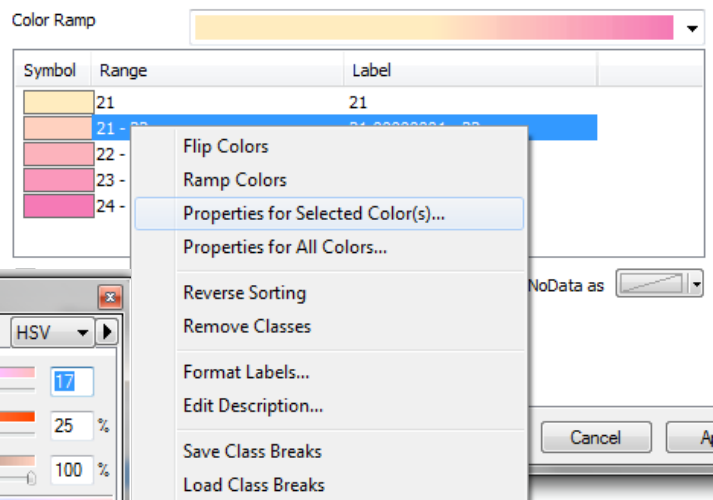 Color Ramp
Symbol Range Label
21 21
21 -
22 -
23 -
24 -
Flip Colors
Ramp Colors
Properties for Selected Color(s)...
Properties for All Colors...
Reverse Sorting
Remove Classes
Format Labels...
Edit Description...
Save Class Breaks
Load Class Breaks
NoData as
HSV
17
25 %
100 %
Cancel